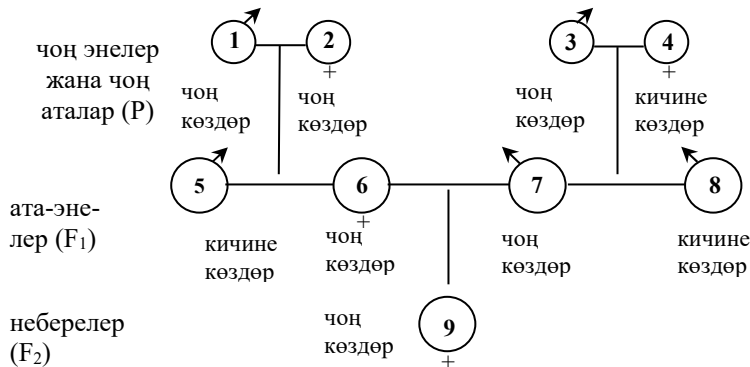 1 2 3 4
чоң энелер
жана чоң
аталар (P)
чоң
көздөр
чоң
көздөр
чоң
көздөр
кичине
көздөр
5 6 7 8
ата-эне-
лер (F₁)
кичине
көздөр
чоң
көздөр
чоң
көздөр
кичине
көздөр
неберелер
(F₂)
чоң
көздөр
9